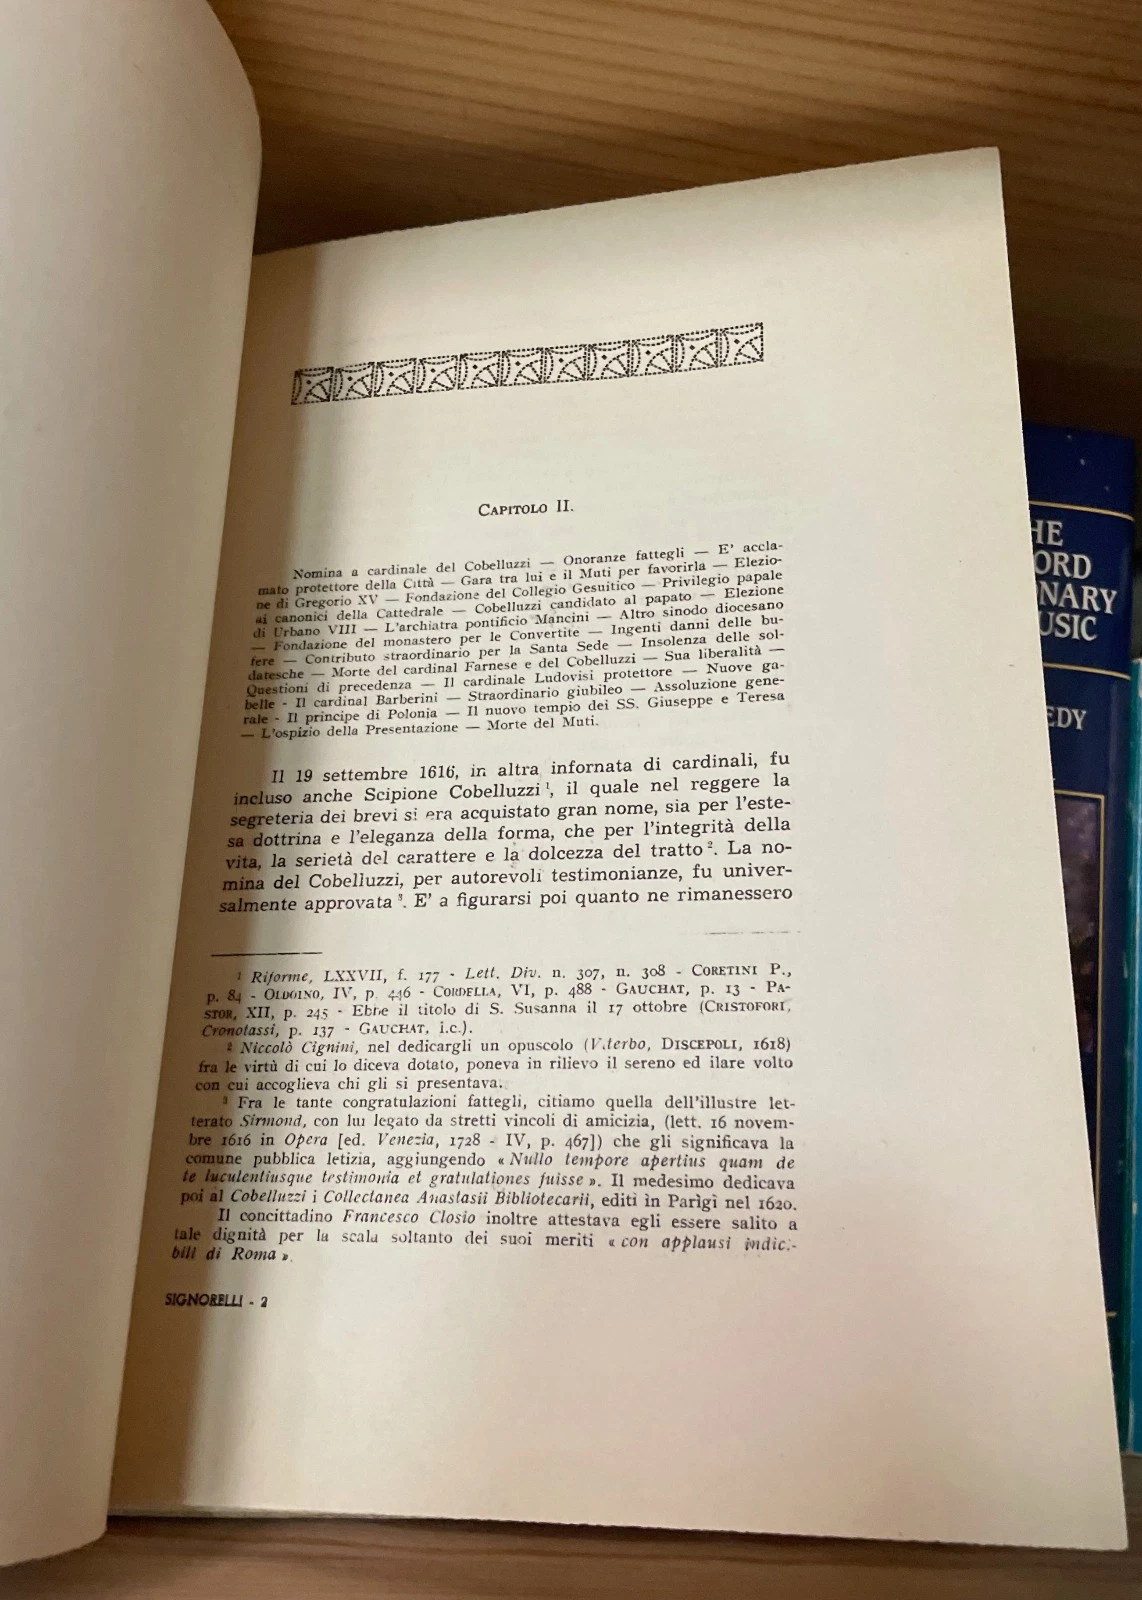 CAPITOLO II.
Nomina a cardinale del Cobelluzzi — Onoranze fattegli — E' accla-
mato protettore della Città — Gara tra lui e il Muti per favorirla — Elezio-
ne di Gregorio XV — Fondazione del Collegio Gesuitico — Privilegio papale
ai canonici della Cattedrale — Cobelluzzi candidato al papato — Elezione
di Urbano VIII — L'archiatra pontificio Mancini — Altro sinodo diocesano
— Fondazione del monastero per le Convertite — Ingenti danni delle bu-
fere — Contributo straordinario per la Santa Sede — Insolenza delle sol-
datesche — Morte del cardinal Farnese e del Cobelluzzi — Sua liberalità —
Questioni di precedenza — Il cardinale Ludovisi protettore — Nuove ga-
belle - Il cardinal Barberini — Straordinario giubileo — Assoluzione gene-
rale - Il principe di Polonia — Il nuovo tempio dei SS. Giuseppe e Teresa
— L'ospizio della Presentazione — Morte del Muti.
Il 19 settembre 1616, in altra infornata di cardinali, fu
incluso anche Scipione Cobelluzzi ¹, il quale nel reggere la
segreteria dei brevi si era acquistato gran nome, sia per l'este-
sa dottrina e l'eleganza della forma, che per l'integrità della
vita, la serietà del carattere e la dolcezza del tratto ². La no-
mina del Cobelluzzi, per autorevoli testimonianze, fu univer-
salmente approvata ³. E' a figurarsi poi quanto ne rimanessero
¹ Riforme, LXXVII, f. 177 - Lett. Div. n. 307, n. 308 - CORETINI P.,
p. 84 - OLDOINO, IV, p. 446 - CORDELLA, VI, p. 488 - GAUCHAT, p. 13 - PA-
STOR, XII, p. 245 - Ebbe il titolo di S. Susanna il 17 ottobre (CRISTOFORI,
Cronotassi, p. 137 - GAUCHAT, i.c.).
² Niccolò Cignini, nel dedicargli un opuscolo (V.terbo, DISCEPOLI, 1618)
fra le virtù di cui lo diceva dotato, poneva in rilievo il sereno ed ilare volto
con cui accoglieva chi gli si presentava.
³ Fra le tante congratulazioni fattegli, citiamo quella dell'illustre let-
terato Sirmond, con lui legato da stretti vincoli di amicizia, (lett. 16 novem-
bre 1616 in Opera [ed. Venezia, 1728 - IV, p. 467]) che gli significava la
comune pubblica letizia, aggiungendo « Nullo tempore apertius quam de
te luculentiusque testimonia et gratulationes fuisse ». Il medesimo dedicava
poi al Cobelluzzi i Collectanea Anastasii Bibliotecarii, editi in Parigi nel 1620.
Il concittadino Francesco Closio inoltre attestava egli essere salito a
tale dignità per la scala soltanto dei suoi meriti « con applausi indic.-
bili di Roma ».
SIGNORELLI - 2
HE
ORD
NARY
USIC
EDY